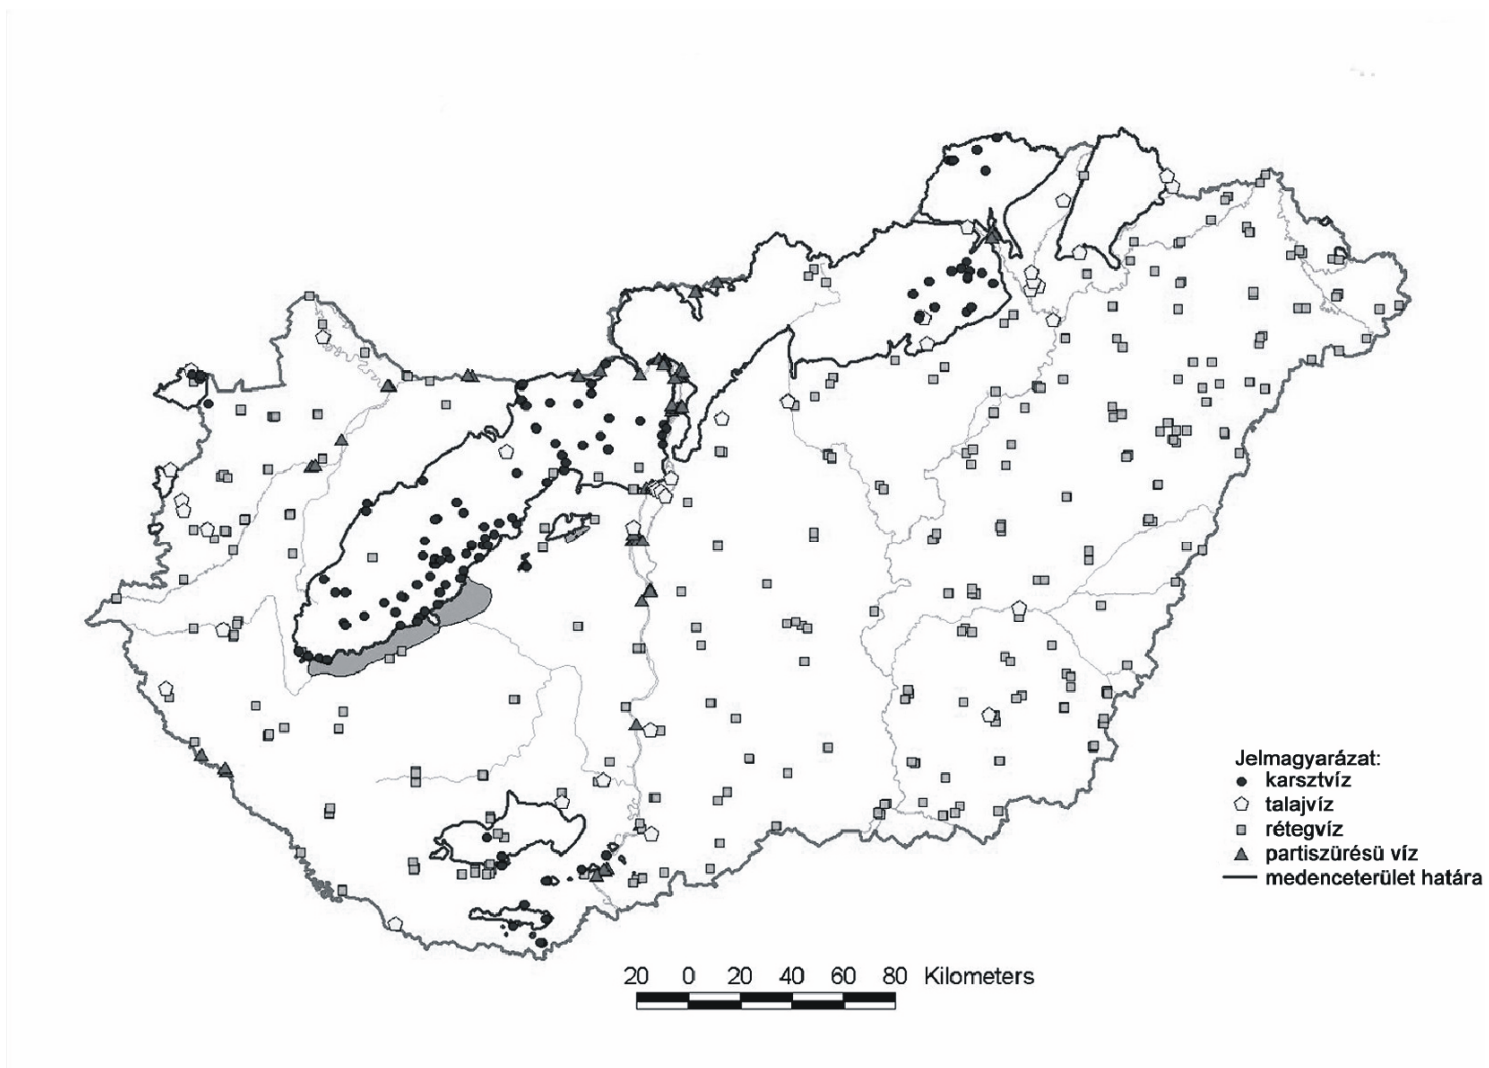 Jelmagyarázat:
karsztvíz
talajvíz
rétegvíz
partiszürésü víz
medenceterület határa
20 0 20 40 60 80 Kilometers